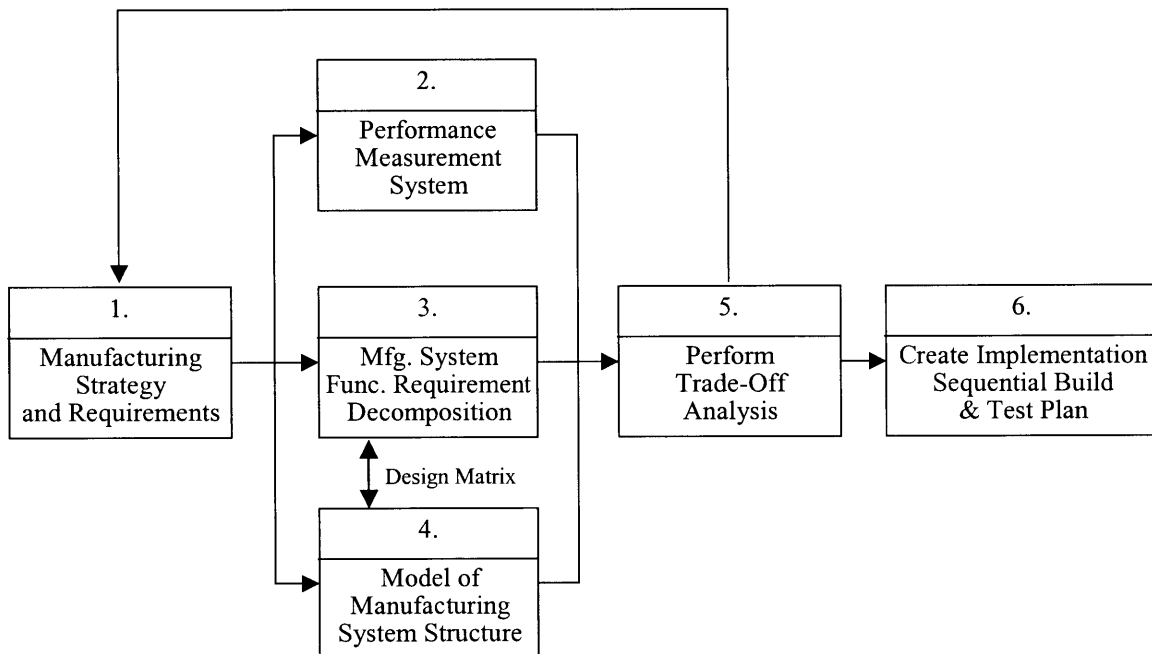 2.
Performance
Measurement
System
1.
Manufacturing
Strategy
and Requirements
3.
Mfg. System
Func. Requirement
Decomposition
5.
Perform
Trade-Off
Analysis
6.
Create Implementation
Sequential Build
& Test Plan
Design Matrix
4.
Model of
Manufacturing
System Structure